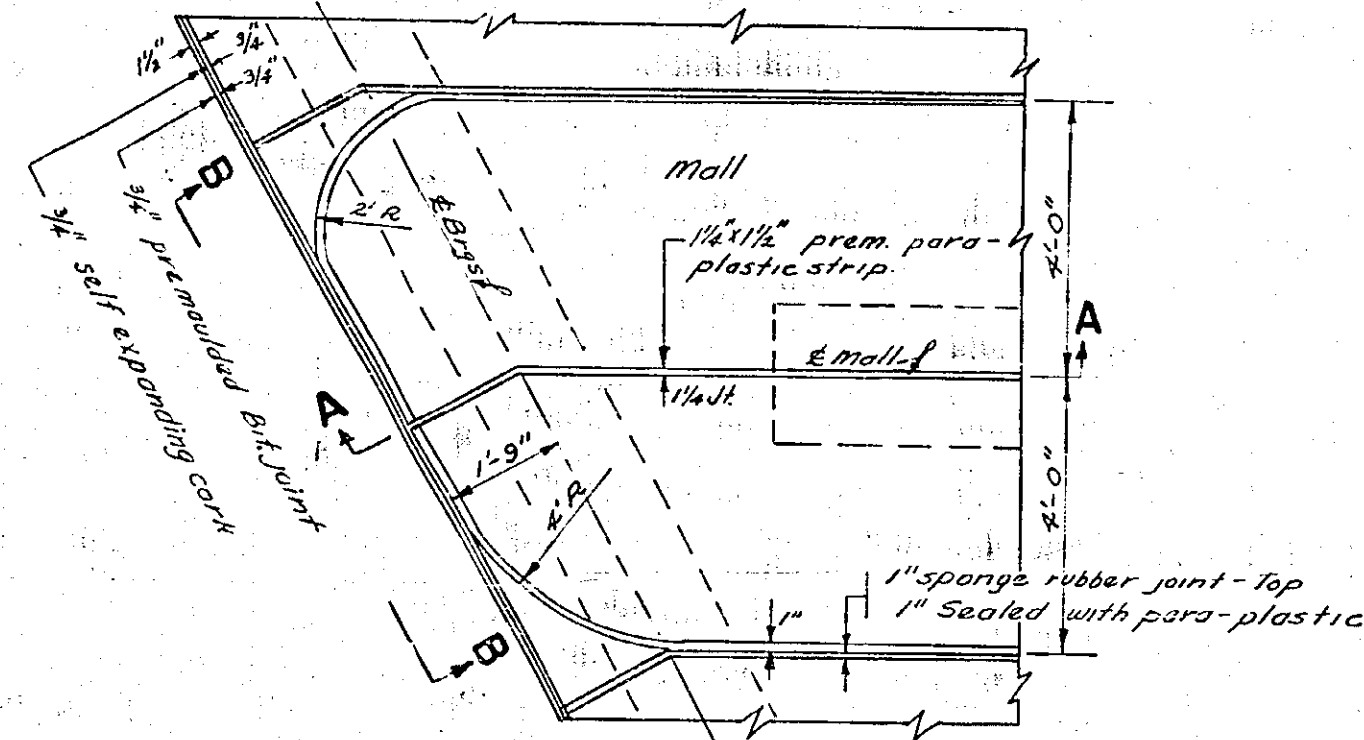 1½"
3/4"
3/4"
B
3/4" premoulded Bit. joint
3/4" self expanding cork
2' R
℄ Brgs
Mall
1¼"x1½" prem. para-
plastic strip.
4'-0"
A
℄ Mall
1¼ Jt.
A
1'-9"
4' R
4'-0"
1" sponge rubber joint - Top
1" Sealed with para-plastic
1"
B